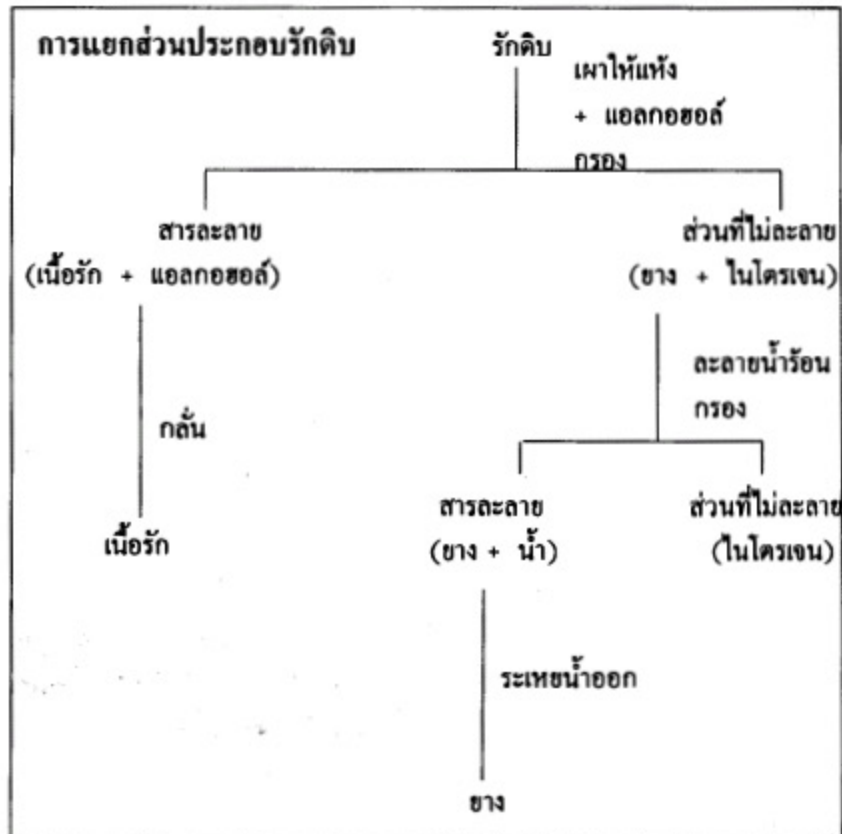 การแยกส่วนประกอบรักดิบ
รักดิบ
เผาให้แห้ง
+ แอลกอฮอล์
กรอง
สารละลาย
(เนื้อรัก + แอลกอฮอล์)
ส่วนที่ไม่ละลาย
(ยาง + ไนโตรเจน)
กลั่น
เนื้อรัก
ละลายน้ำร้อน
กรอง
สารละลาย
(ยาง + น้ำ)
ส่วนที่ไม่ละลาย
(ไนโตรเจน)
ระเหยน้ำออก
ยาง